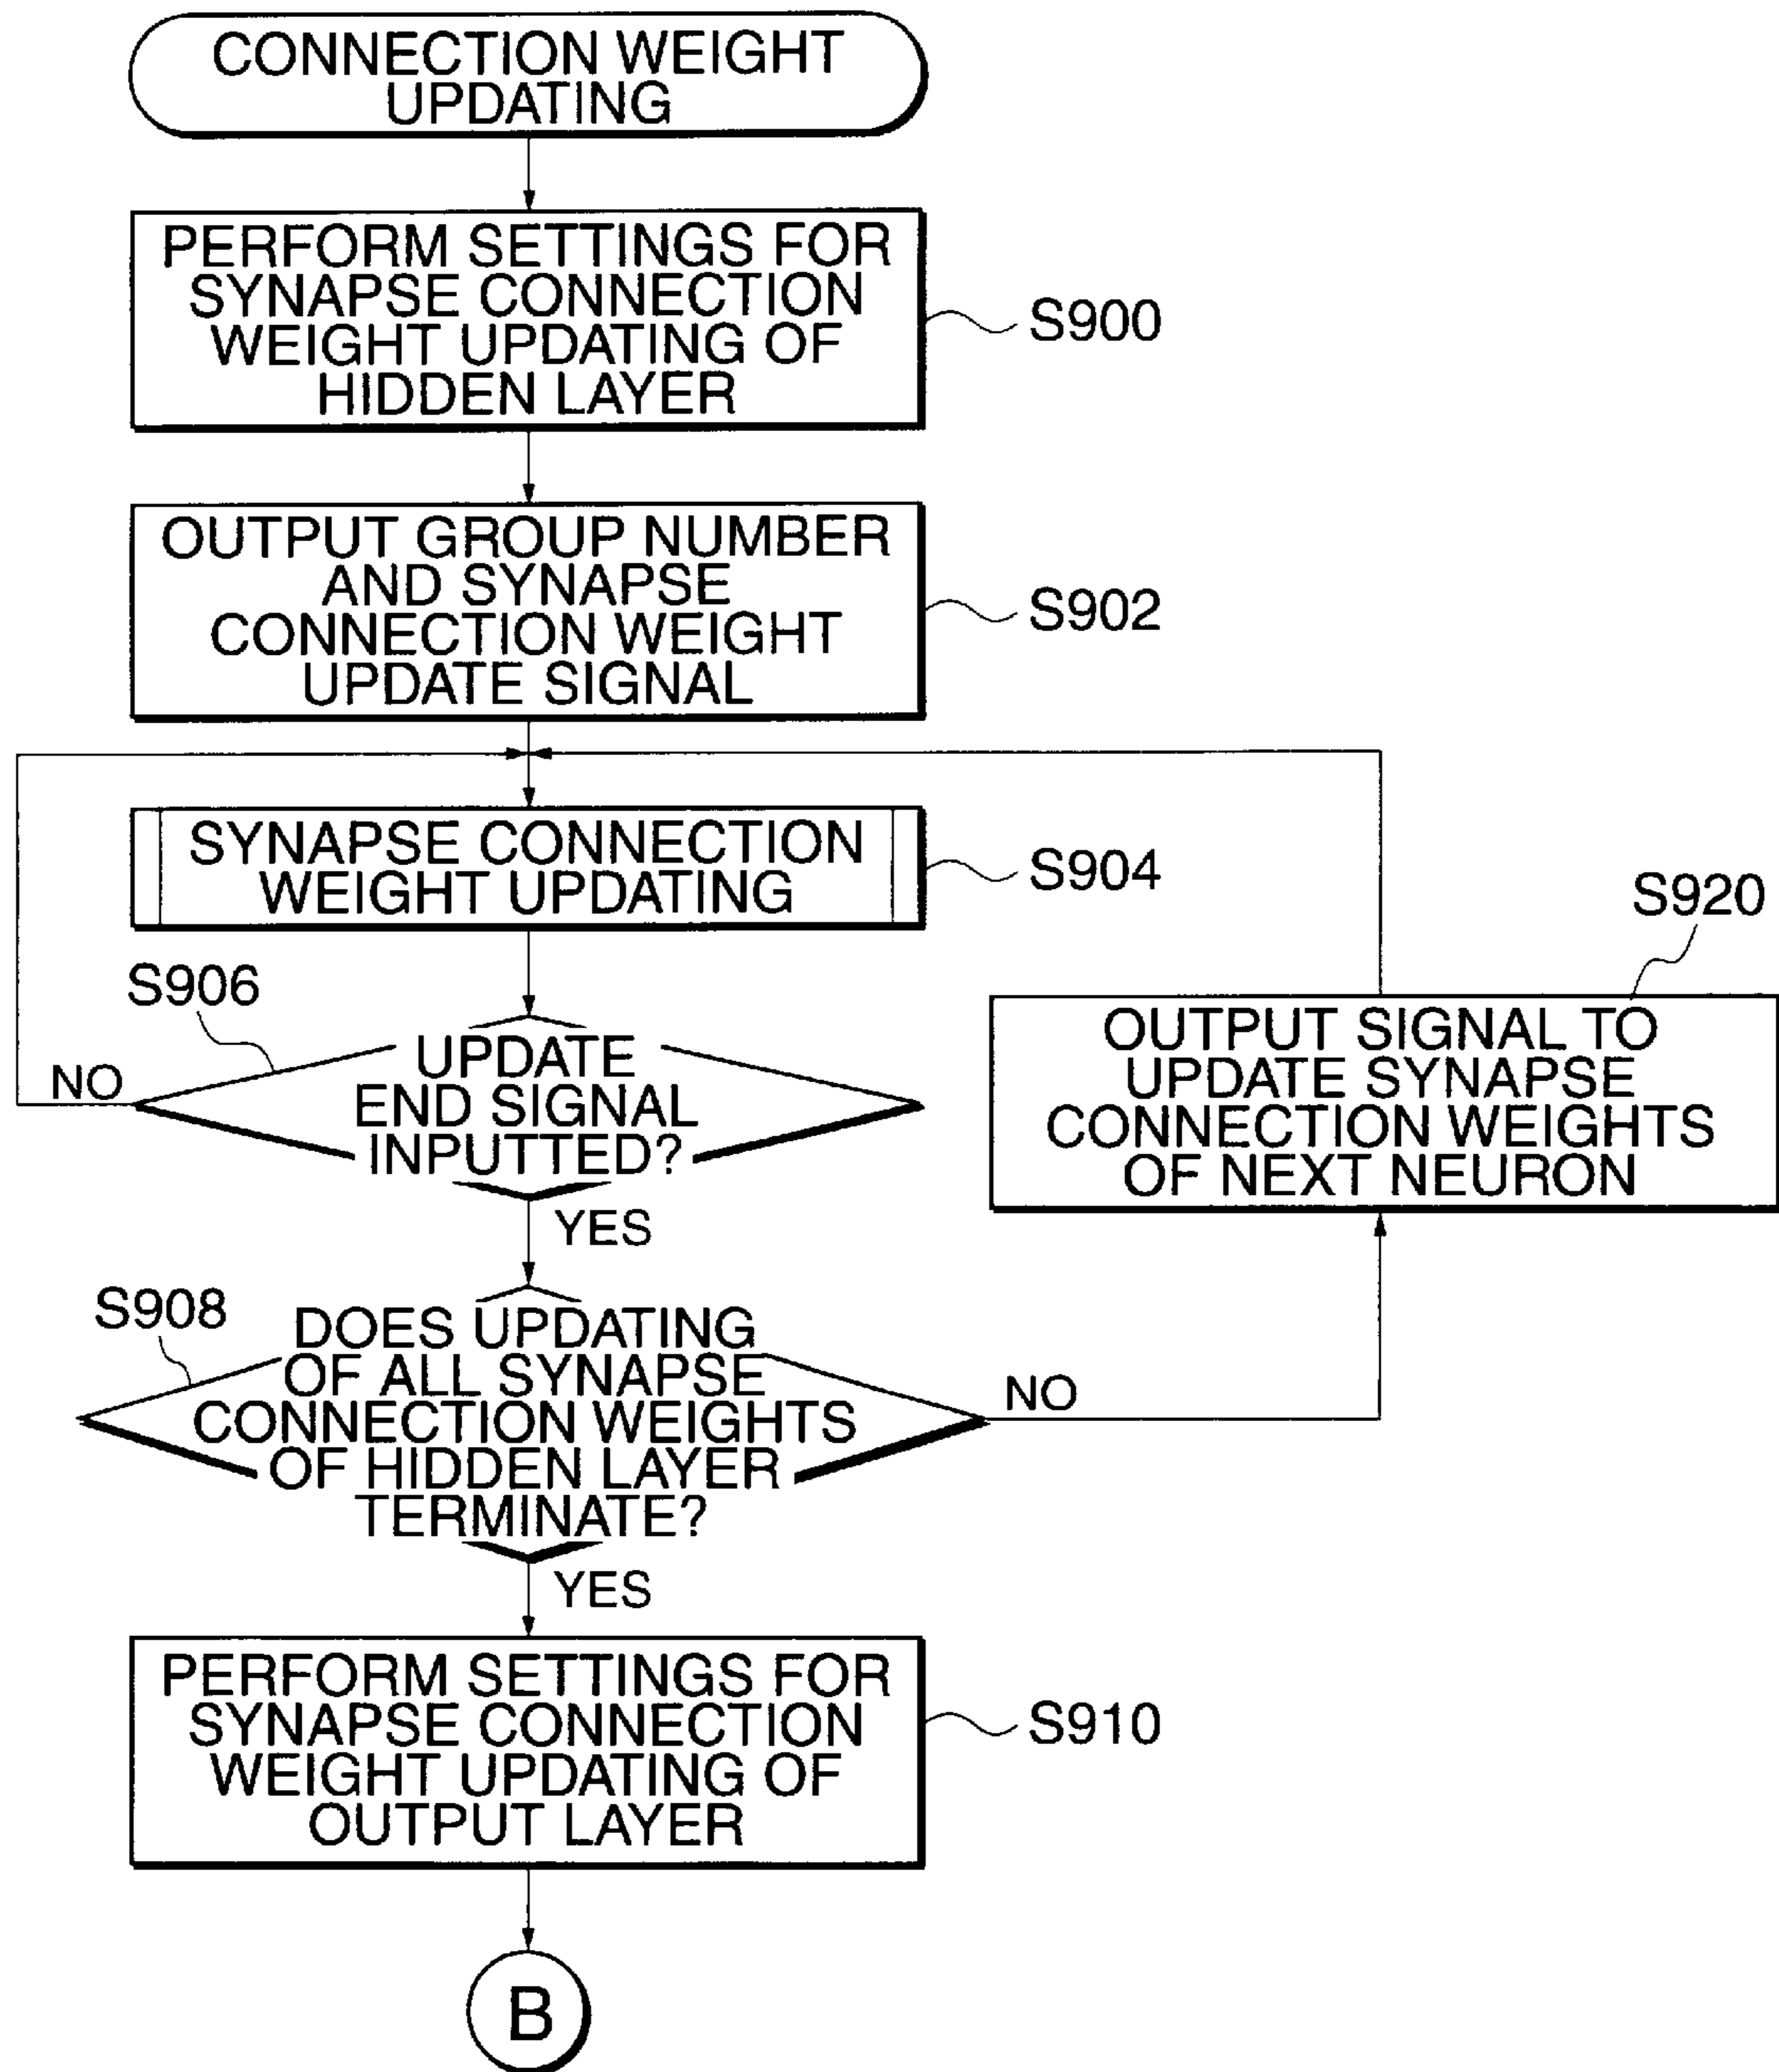 CONNECTION WEIGHT
UPDATING
PERFORM SETTINGS FOR
SYNAPSE CONNECTION
WEIGHT UPDATING OF
HIDDEN LAYER
S900
OUTPUT GROUP NUMBER
AND SYNAPSE
CONNECTION WEIGHT
UPDATE SIGNAL
S902
SYNAPSE CONNECTION
WEIGHT UPDATING
S904
S906
UPDATE
END SIGNAL
INPUTTED?
NO
YES
S920
OUTPUT SIGNAL TO
UPDATE SYNAPSE
CONNECTION WEIGHTS
OF NEXT NEURON
S908
DOES UPDATING
OF ALL SYNAPSE
CONNECTION WEIGHTS
OF HIDDEN LAYER
TERMINATE?
NO
YES
PERFORM SETTINGS FOR
SYNAPSE CONNECTION
WEIGHT UPDATING OF
OUTPUT LAYER
S910
B